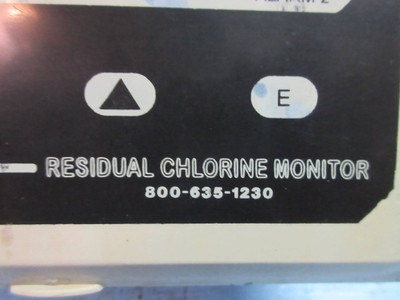 E
RESIDUAL CHLORINE MONITOR
800-635-1230